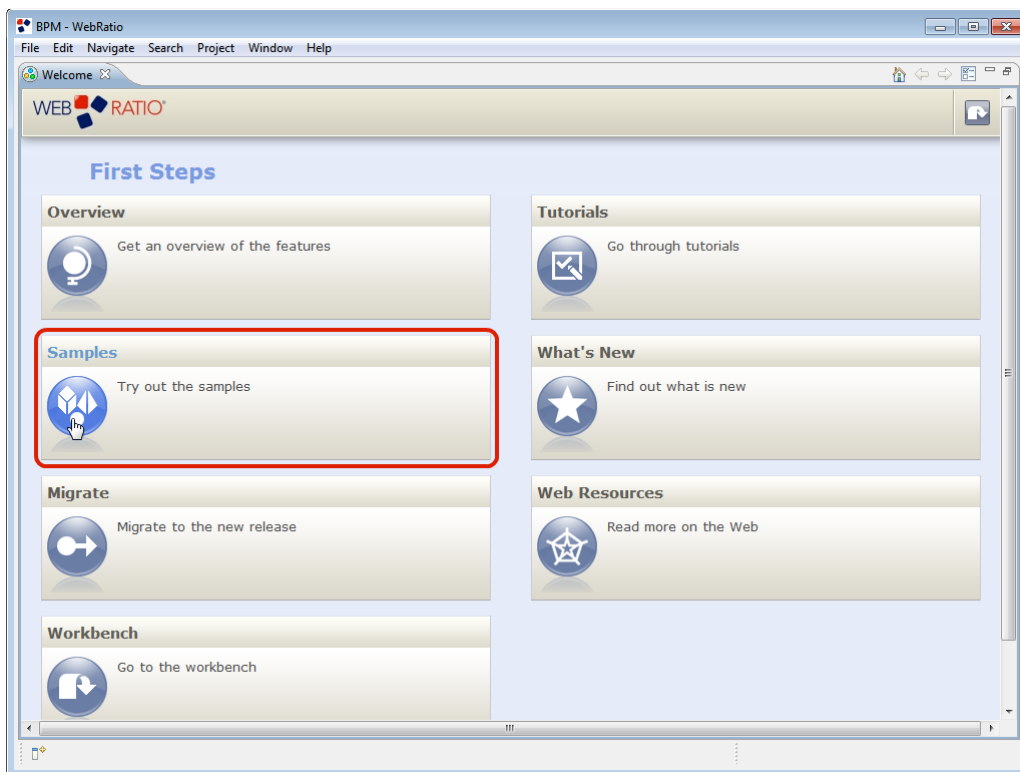 BPM - WebRatio
File Edit Navigate Search Project Window Help
Welcome
WEB RATIO®
First Steps
Overview
Get an overview of the features
Tutorials
Go through tutorials
Samples
Try out the samples
What's New
Find out what is new
Migrate
Migrate to the new release
Web Resources
Read more on the Web
Workbench
Go to the workbench